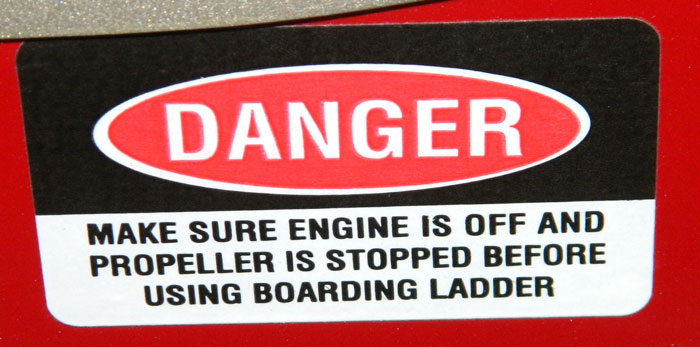 DANGER
MAKE SURE ENGINE IS OFF AND
PROPELLER IS STOPPED BEFORE
USING BOARDING LADDER